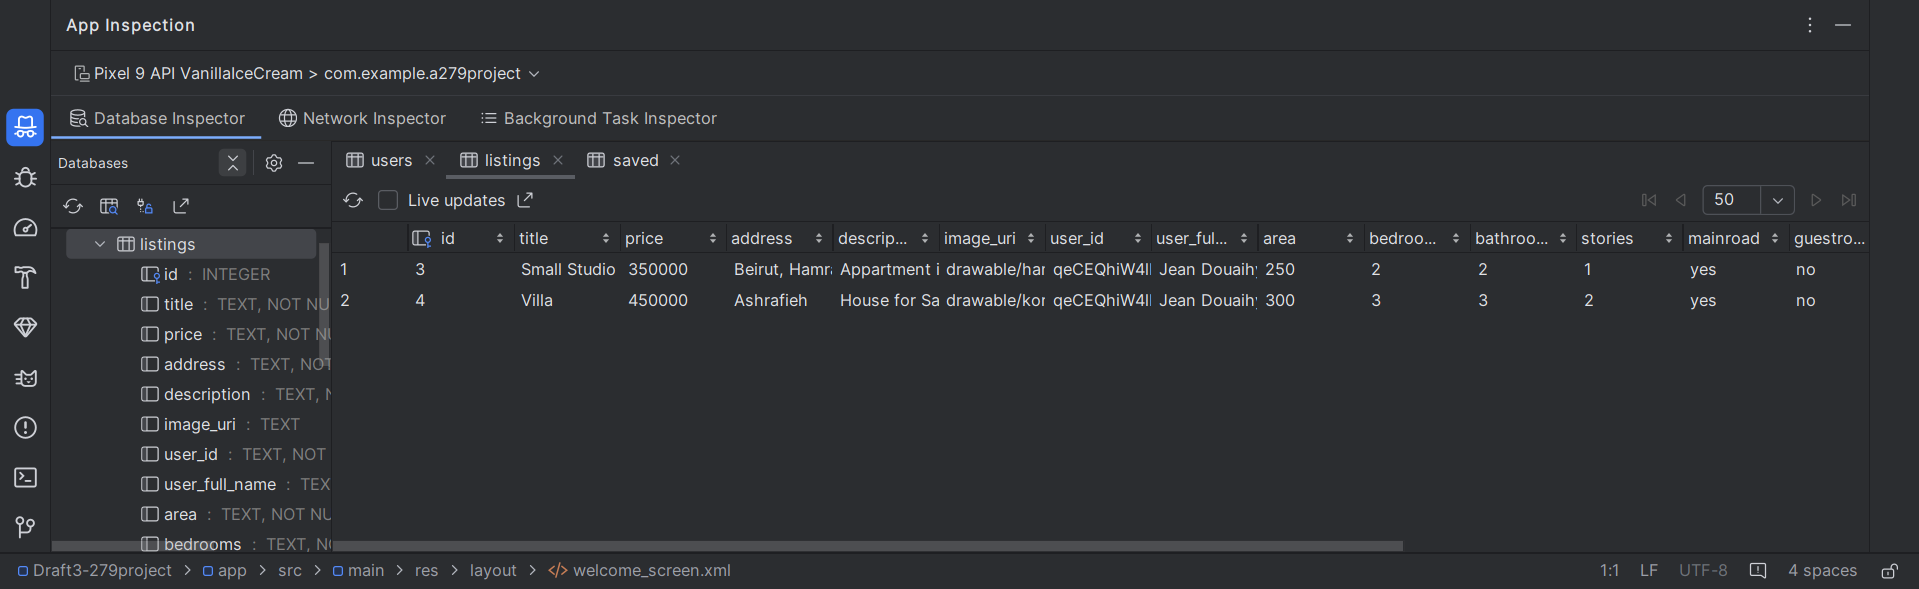 App Inspection
Pixel 9 API VanillaIceCream > com.example.a279project
Database Inspector Network Inspector Background Task Inspector
Databases
users listings saved
Live updates 50
listings
id : INTEGER
title : TEXT, NOT NU
price : TEXT, NOT NU
address : TEXT, NOT
description : TEXT, N
image_uri : TEXT
user_id : TEXT, NOT
user_full_name : TEX
area : TEXT, NOT NU
bedrooms : TEXT, NO
id title price address descrip... image_uri user_id user_ful... area bedroo... bathroo... stories mainroad guestro...
1 3 Small Studio 350000 Beirut, Hamra Appartment i drawable/har qeCEQhiW4l Jean Douaihy 250 2 2 1 yes no
2 4 Villa 450000 Ashrafieh House for Sa drawable/kor qeCEQhiW4l Jean Douaihy 300 3 3 2 yes no
Draft3-279project > app > src > main > res > layout > </> welcome_screen.xml
1:1 LF UTF-8 4 spaces